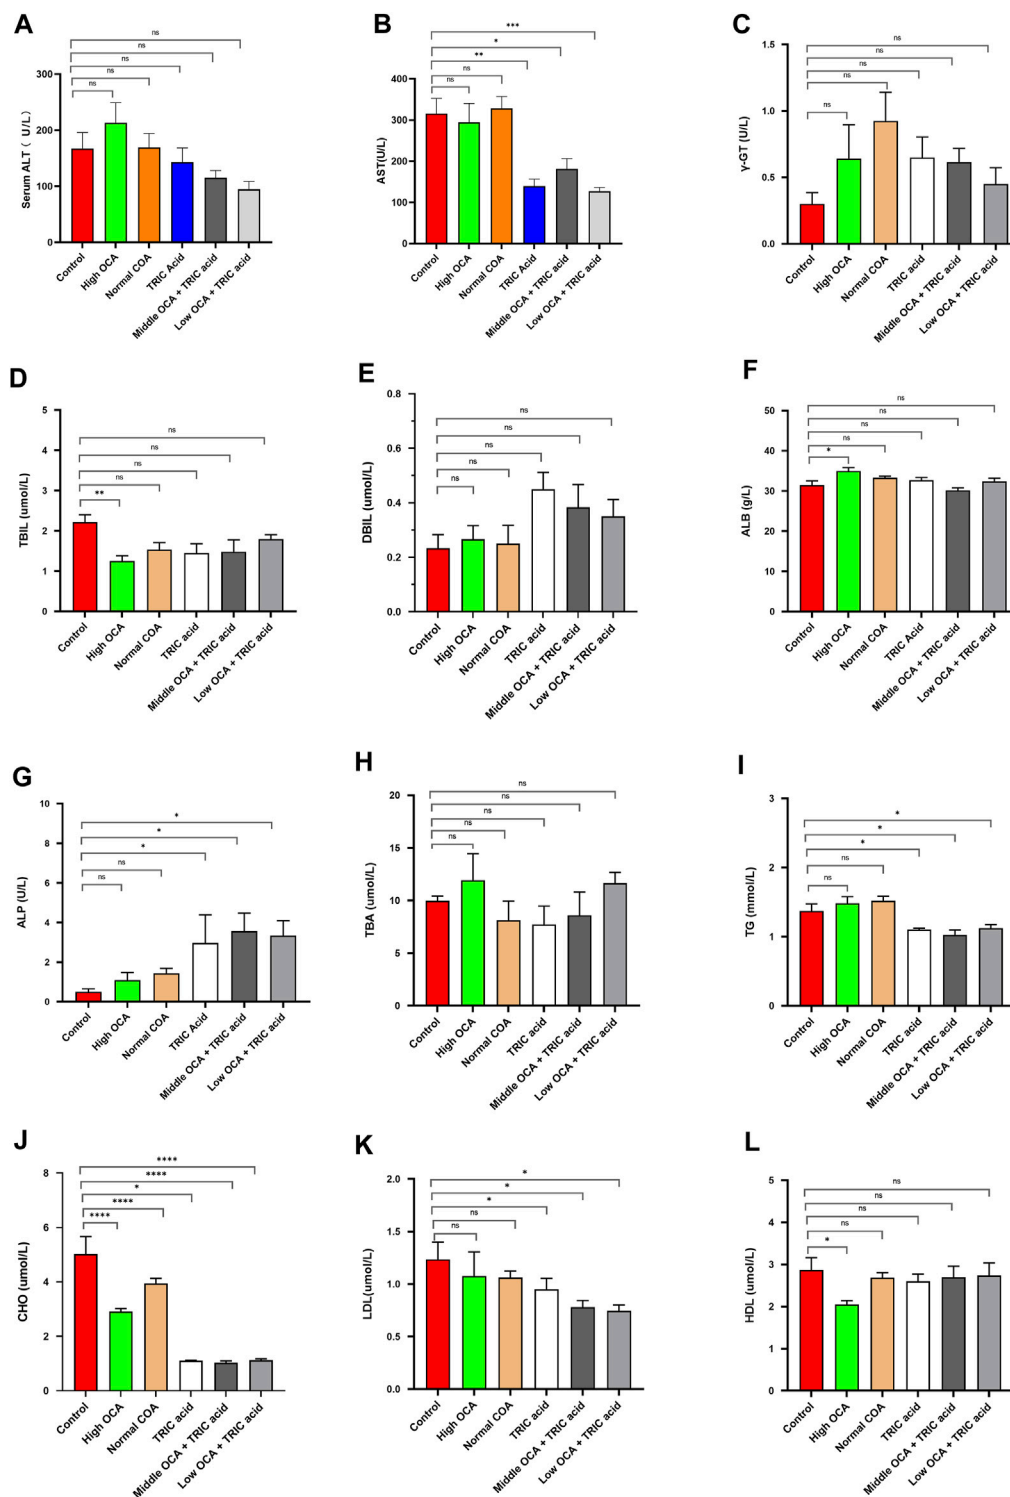 A
ns
ns
ns
ns
ns
Serum ALT ( U/L)
300
200
100
0
Control
High OCA
Normal COA
TRIC Acid
Middle OCA + TRIC acid
Low OCA + TRIC acid
B
***
*
**
ns
ns
AST(U/L)
400
300
200
100
0
Control
High OCA
Normal COA
TRIC Acid
Middle OCA + TRIC acid
Low OCA + TRIC acid
C
ns
ns
ns
ns
ns
γ-GT (U/L)
1.5
1.0
0.5
0.0
Control
High OCA
Normal COA
TRIC Acid
Middle OCA + TRIC acid
Low OCA + TRIC acid
D
ns
ns
ns
ns
**
TBIL (umol/L)
5
4
3
2
1
0
Control
High OCA
Normal COA
TRIC acid
Middle OCA + TRIC acid
Low OCA + TRIC acid
E
ns
ns
ns
ns
ns
DBIL (umol/L)
0.8
0.6
0.4
0.2
0.0
Control
High OCA
Normal COA
TRIC acid
Middle OCA + TRIC acid
Low OCA + TRIC acid
F
ns
ns
ns
ns
*
ALB (g/L)
50
40
30
20
10
0
Control
High OCA
Normal COA
TRIC Acid
Middle OCA + TRIC acid
Low OCA + TRIC acid
G
*
*
*
ns
ns
ALP (U/L)
10
8
6
4
2
0
Control
High OCA
Normal COA
TRIC Acid
Middle OCA + TRIC acid
Low OCA + TRIC acid
H
ns
ns
ns
ns
ns
TBA (umol/L)
20
15
10
5
0
Control
High OCA
Normal COA
TRIC acid
Middle OCA + TRIC acid
Low OCA + TRIC acid
I
*
*
*
ns
ns
TG (mmol/L)
3
2
1
0
Control
High OCA
Normal COA
TRIC acid
Middle OCA + TRIC acid
Low OCA + TRIC acid
J
****
****
*
****
****
CHO (umol/L)
8
6
4
2
0
Control
High OCA
Normal COA
TRIC acid
Middle OCA + TRIC acid
Low OCA + TRIC acid
K
*
*
*
ns
ns
LDL(umol/L)
2.0
1.5
1.0
0.5
0.0
Control
High OCA
Normal COA
TRIC acid
Middle OCA + TRIC acid
Low OCA + TRIC acid
L
ns
ns
ns
ns
*
HDL (umol/L)
5
4
3
2
1
0
Control
High OCA
Normal COA
TRIC acid
Middle OCA + TRIC acid
Low OCA + TRIC acid